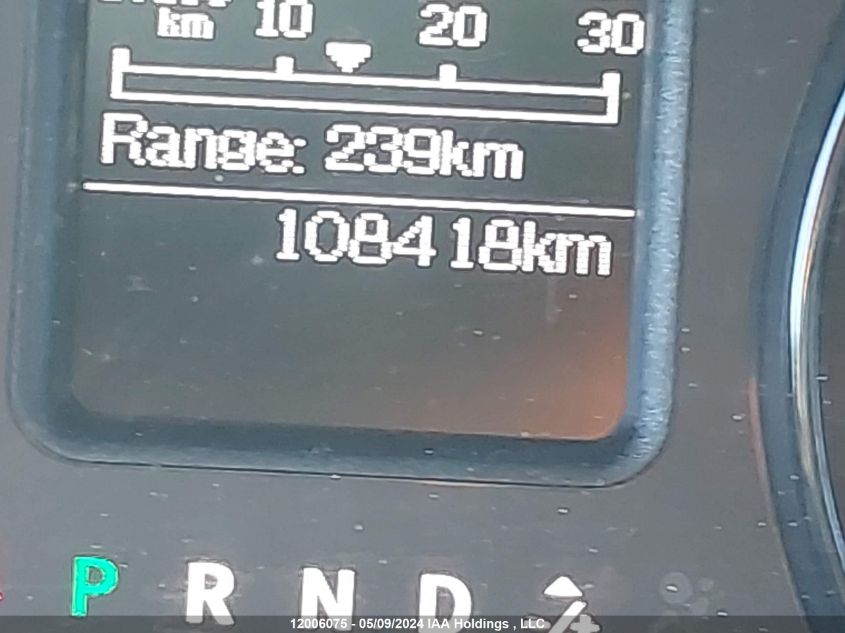 km 10 20 30
Range: 239km
108418km
P R N D
12006075 - 05/09/2024 IAA Holdings , LLC